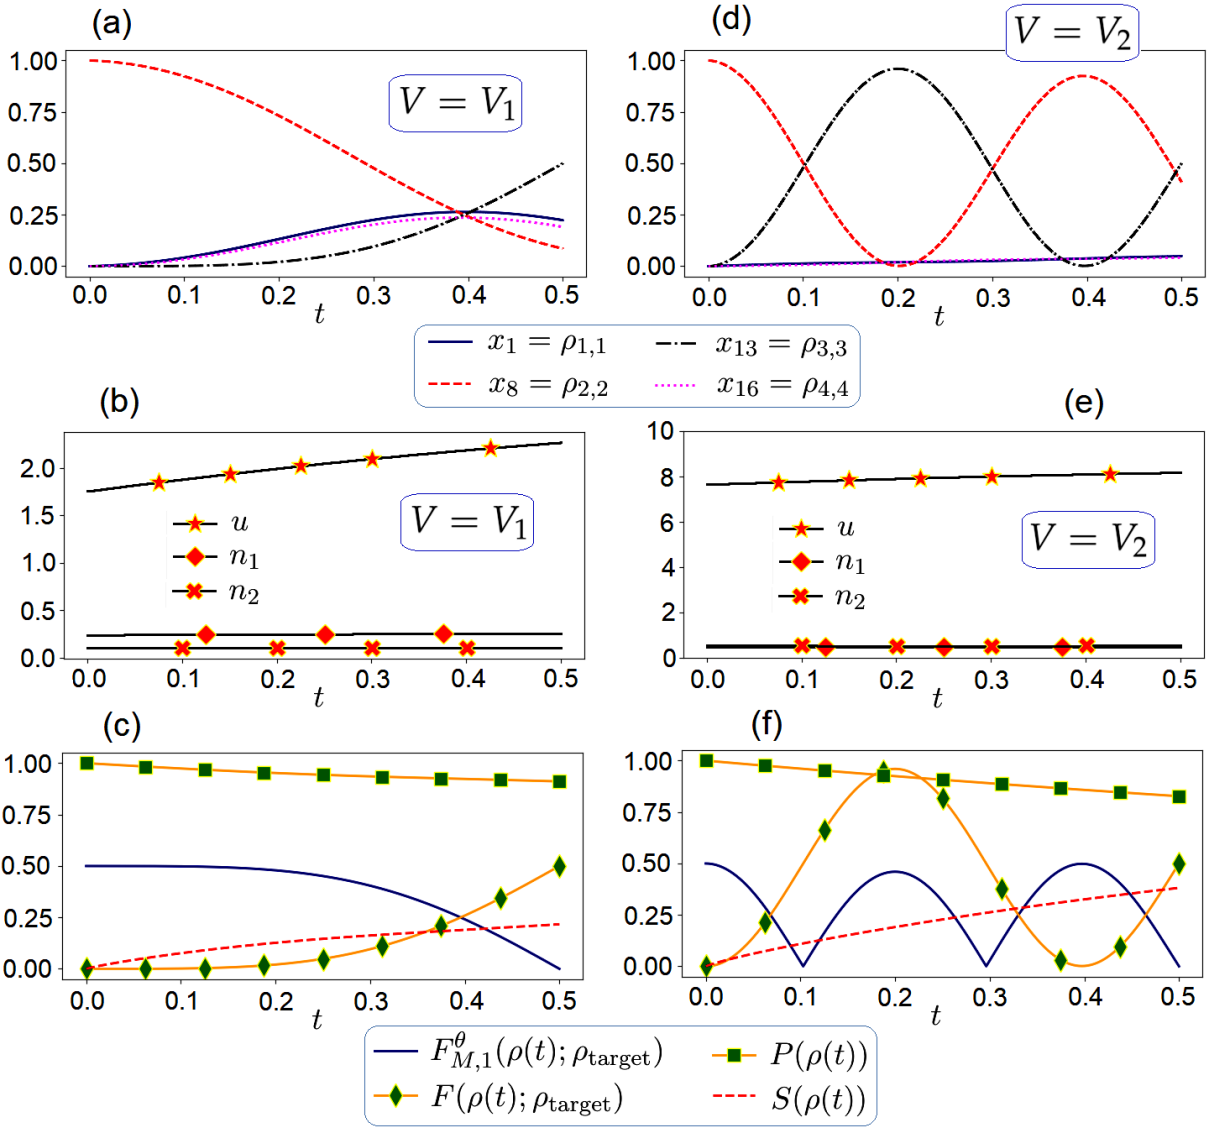 (a)
V = V₁
1.00
0.75
0.50
0.25
0.00
0.0 0.1 0.2 0.3 0.4 0.5
t
(d)
V = V₂
1.00
0.75
0.50
0.25
0.00
0.0 0.1 0.2 0.3 0.4 0.5
t
x₁ = ρ₁,₁
x₁₃ = ρ₃,₃
x₈ = ρ₂,₂
x₁₆ = ρ₄,₄
(b)
2.0
1.5
1.0
0.5
0.0
V = V₁
u
n₁
n₂
0.0 0.1 0.2 0.3 0.4 0.5
t
(e)
10
8
6
4
2
0
V = V₂
u
n₁
n₂
0.0 0.1 0.2 0.3 0.4 0.5
t
(c)
1.00
0.75
0.50
0.25
0.00
0.0 0.1 0.2 0.3 0.4 0.5
t
(f)
1.00
0.75
0.50
0.25
0.00
0.0 0.1 0.2 0.3 0.4 0.5
t
F^θ_{M,1}(ρ(t); ρ_target)
P(ρ(t))
F(ρ(t); ρ_target)
S(ρ(t))